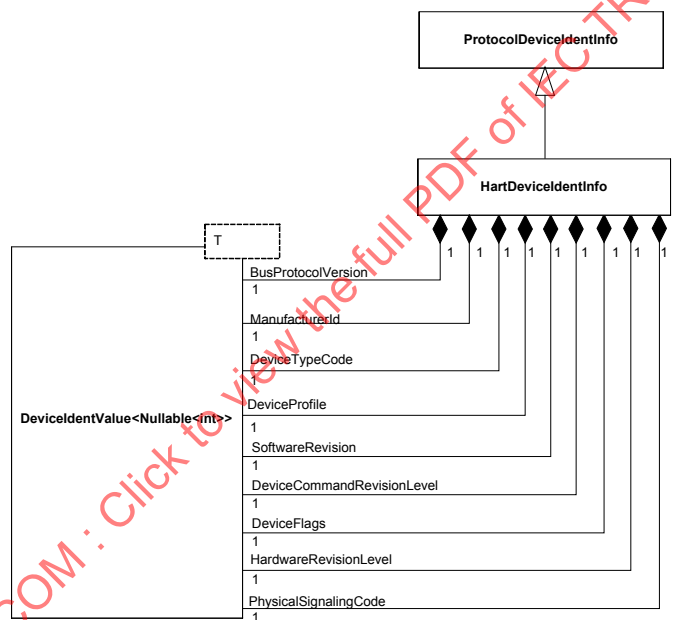 ProtocolDeviceIdentInfo
HartDeviceIdentInfo
T
1 1 1 1 1 1 1 1 1
BusProtocolVersion
1
ManufacturerId
1
DeviceTypeCode
1
DeviceProfile
1
DeviceIdentValue<Nullable<int>>
SoftwareRevision
1
DeviceCommandRevisionLevel
1
DeviceFlags
1
HardwareRevisionLevel
1
PhysicalSignalingCode
1
COM : Click to view the full PDF of IEC TR